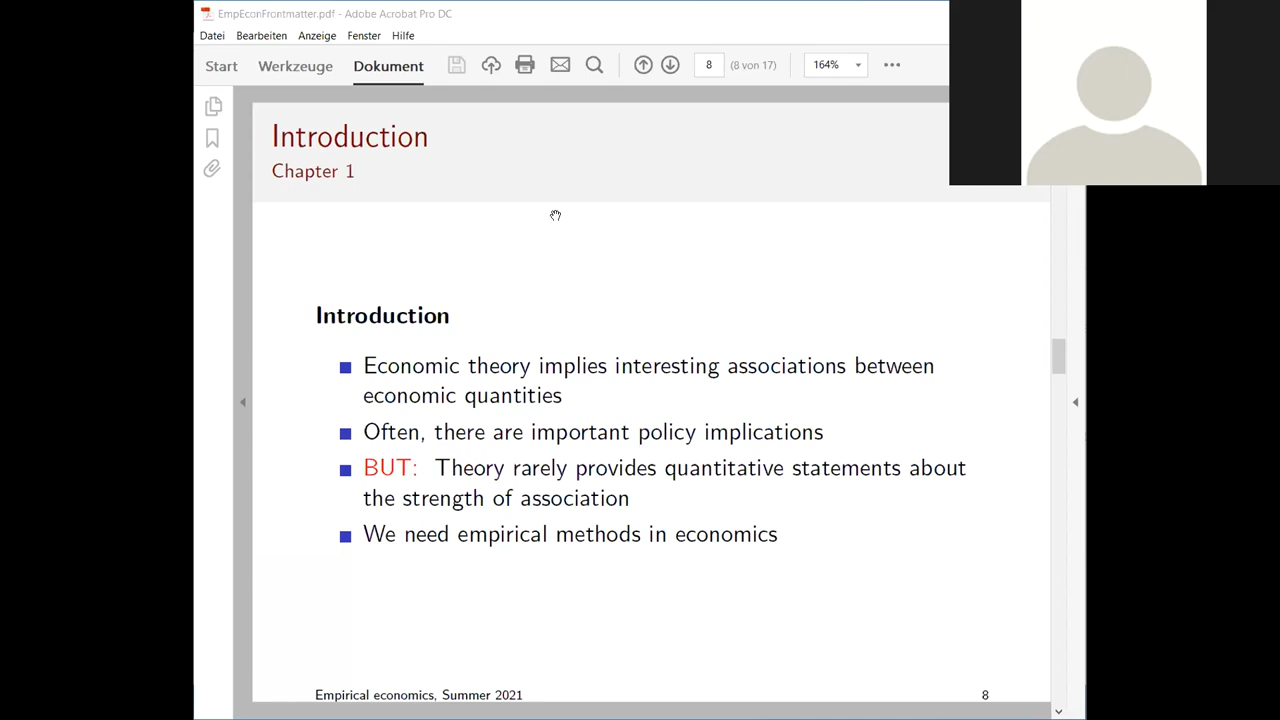 EmpEconFrontmatter.pdf - Adobe Acrobat Pro DC
Datei Bearbeiten Anzeige Fenster Hilfe
Start Werkzeuge Dokument 8 (8 von 17) 164%
Introduction
Chapter 1
Introduction
Economic theory implies interesting associations between
economic quantities
Often, there are important policy implications
BUT: Theory rarely provides quantitative statements about
the strength of association
We need empirical methods in economics
Empirical economics, Summer 2021 8